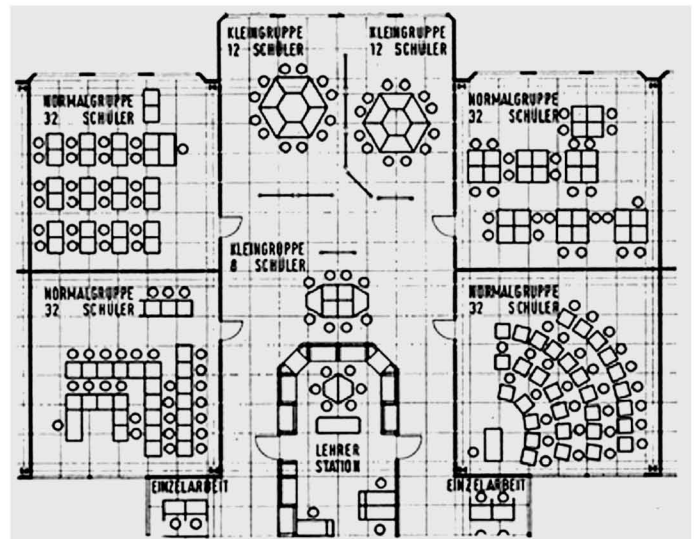 KLEINGRUPPE
12 SCHÜLER
KLEINGRUPPE
12 SCHÜLER
NORMALGRUPPE
32 SCHÜLER
NORMALGRUPPE
32 SCHÜLER
KLEINGRUPPE
8 SCHÜLER
NORMALGRUPPE
32 SCHÜLER
NORMALGRUPPE
32 SCHÜLER
LEHRER
STATION
EINZELARBEIT
EINZELARBEIT